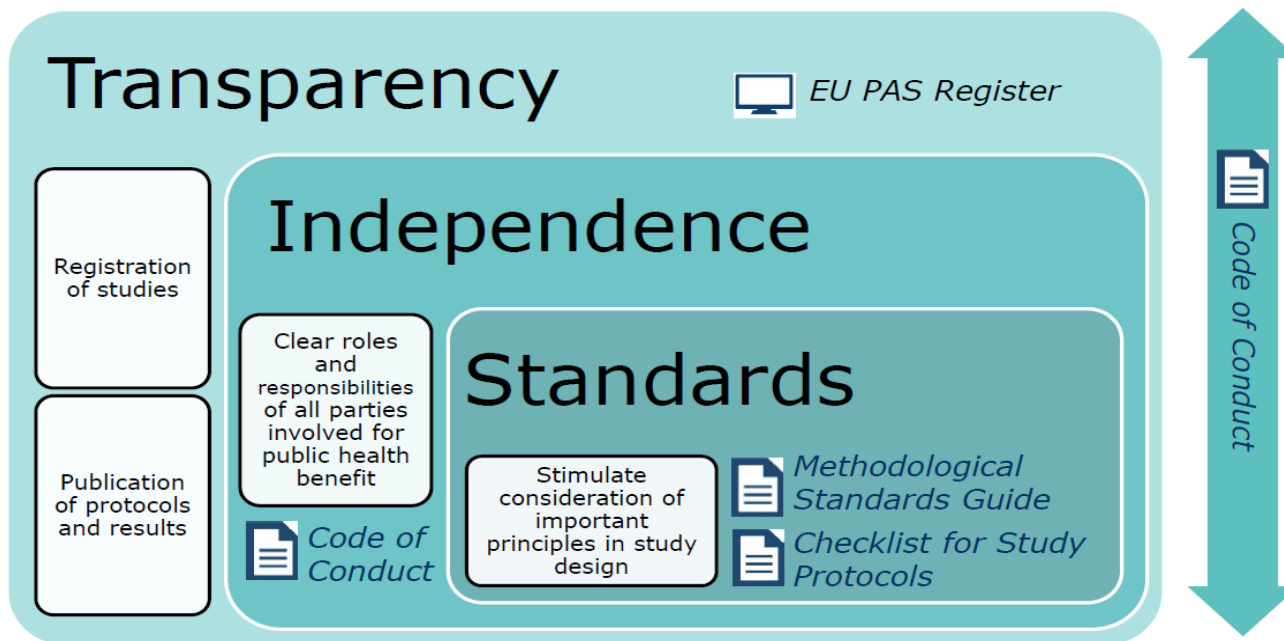 Transparency
EU PAS Register
Registration
of studies
Publication
of protocols
and results
Independence
Clear roles
and
responsibilities
of all parties
involved for
public health
benefit
Code of
Conduct
Standards
Stimulate
consideration of
important
principles in study
design
Methodological
Standards Guide
Checklist for Study
Protocols
Code of Conduct